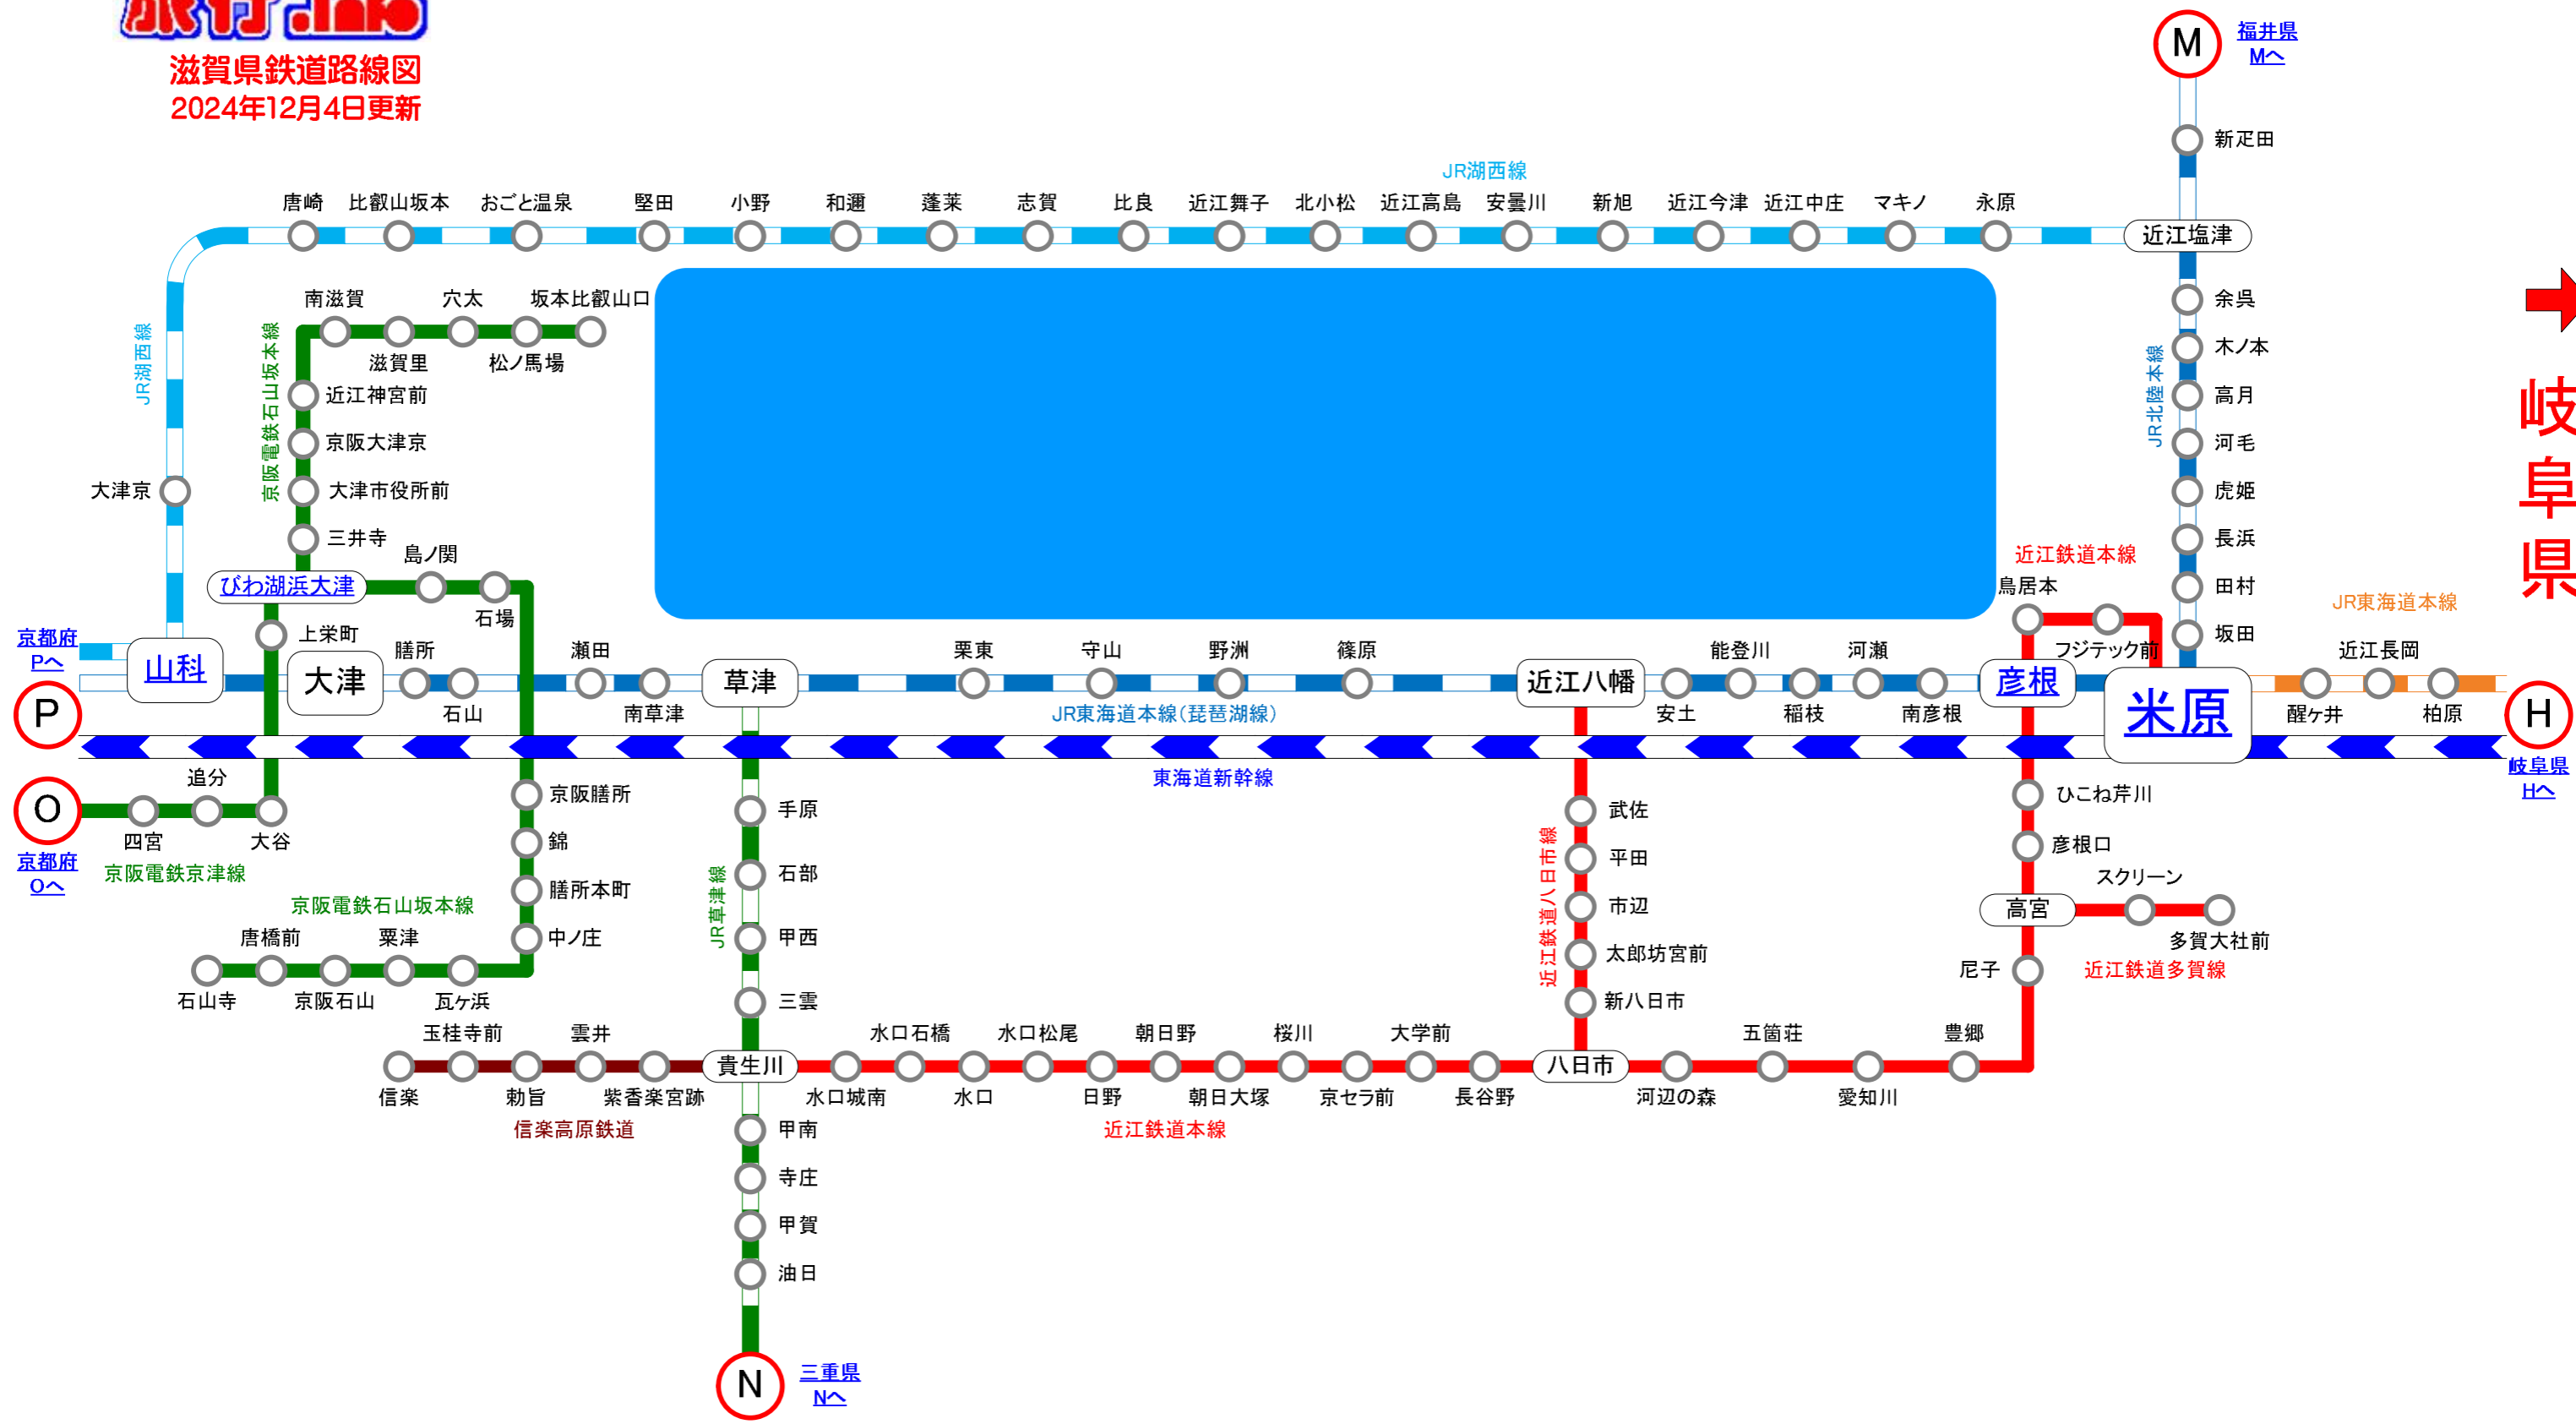 旅行.info
滋賀県鉄道路線図
2024年12月4日更新
M
福井県
Mへ
新疋田
JR湖西線
唐崎
比叡山坂本
おごと温泉
堅田
小野
和邇
蓬莱
志賀
比良
近江舞子
北小松
近江高島
安曇川
新旭
近江今津
近江中庄
マキノ
永原
近江塩津
南滋賀
穴太
坂本比叡山口
滋賀里
松ノ馬場
JR湖西線
京阪電鉄石山坂本線
近江神宮前
京阪大津京
大津市役所前
三井寺
大津京
島ノ関
びわ湖浜大津
石場
上栄町
余呉
木ノ本
高月
河毛
虎姫
長浜
田村
坂田
JR北陸本線
岐阜県
近江鉄道本線
鳥居本
フジテック前
JR東海道本線
京都府
Pへ
P
山科
大津
膳所
石山
瀬田
南草津
草津
栗東
守山
野洲
篠原
近江八幡
安土
能登川
稲枝
河瀬
南彦根
彦根
米原
醒ヶ井
近江長岡
柏原
H
岐阜県
Hへ
JR東海道本線(琵琶湖線)
東海道新幹線
O
京都府
Oへ
四宮
追分
大谷
京阪電鉄京津線
京阪膳所
錦
膳所本町
中ノ庄
京阪電鉄石山坂本線
唐橋前
粟津
石山寺
京阪石山
瓦ヶ浜
JR草津線
手原
石部
甲西
三雲
近江鉄道八日市線
武佐
平田
市辺
太郎坊宮前
新八日市
ひこね芹川
彦根口
高宮
スクリーン
多賀大社前
近江鉄道多賀線
尼子
玉桂寺前
雲井
信楽
勅旨
紫香楽宮跡
信楽高原鉄道
貴生川
水口石橋
水口松尾
朝日野
桜川
大学前
水口城南
水口
日野
朝日大塚
京セラ前
長谷野
近江鉄道本線
八日市
五箇荘
豊郷
河辺の森
愛知川
甲南
寺庄
甲賀
油日
N
三重県
Nへ